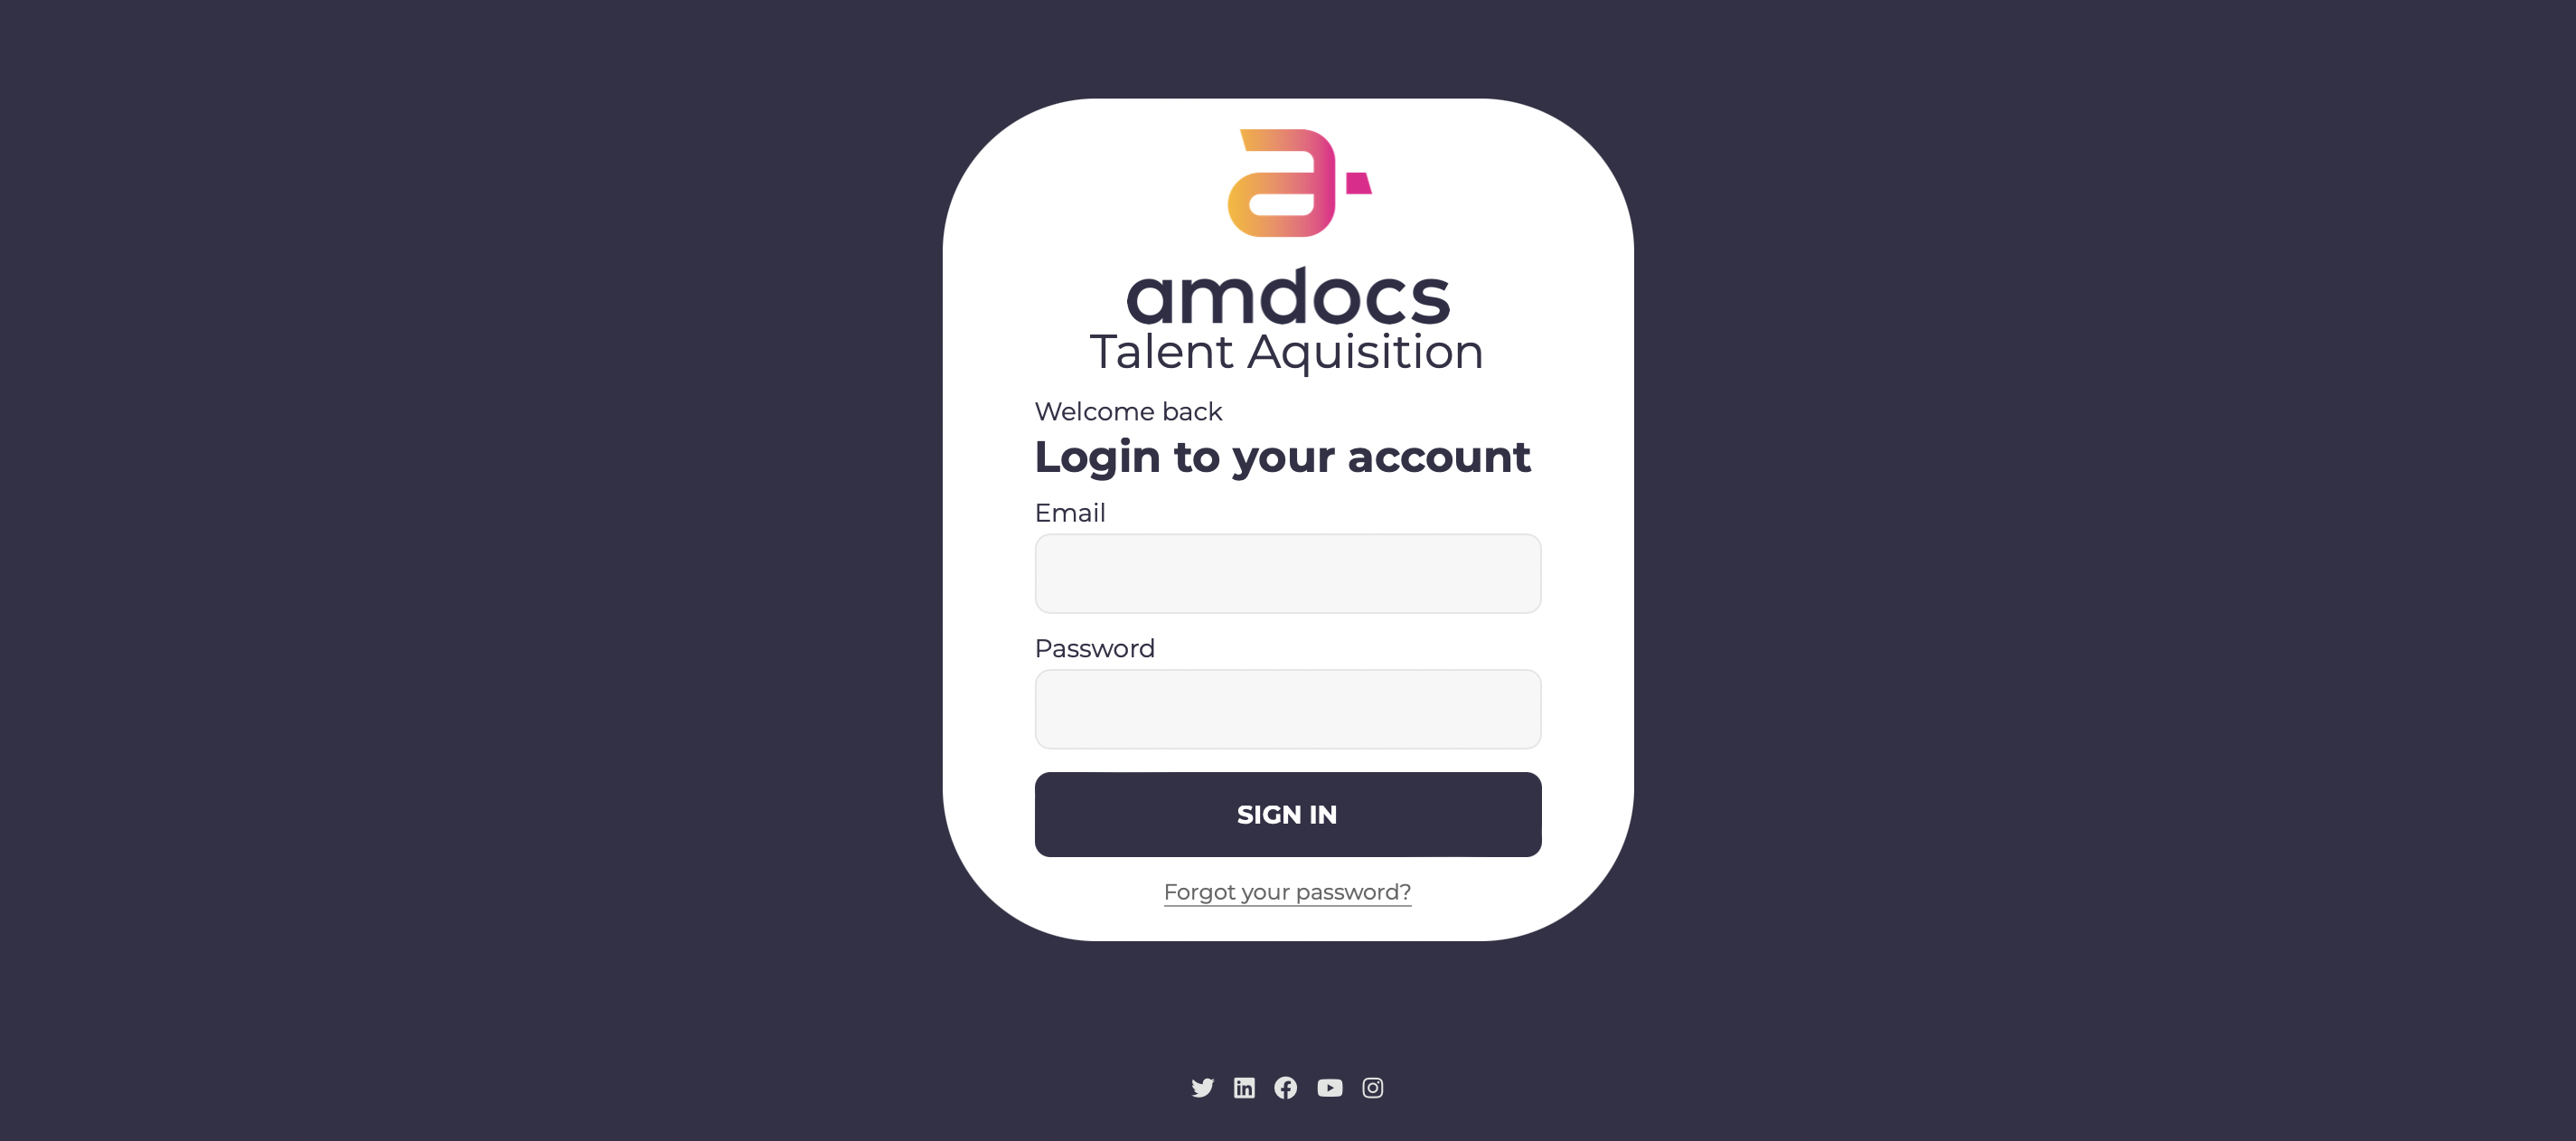 amdocs
Talent Aquisition
Welcome back
Login to your account
Email
Password
SIGN IN
Forgot your password?